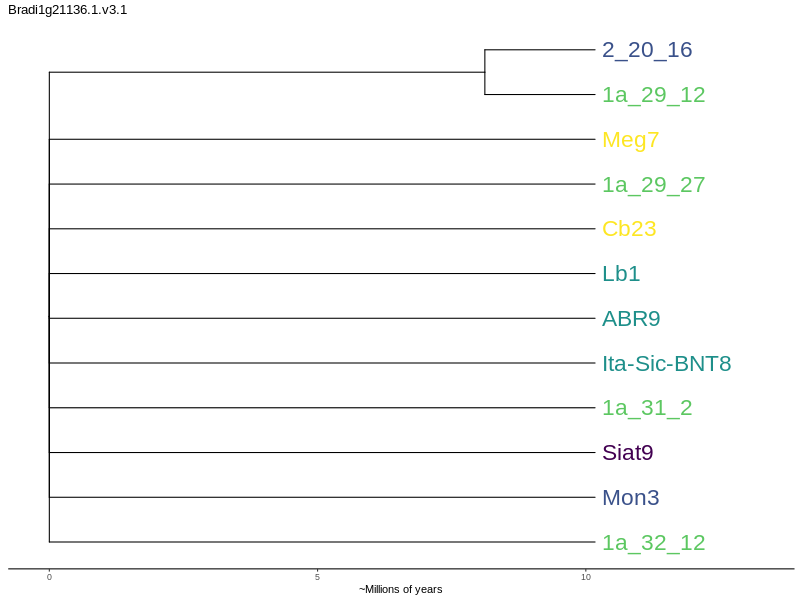 Bradi1g21136.1.v3.1
2_20_16
1a_29_12
Meg7
1a_29_27
Cb23
Lb1
ABR9
Ita-Sic-BNT8
1a_31_2
Siat9
Mon3
1a_32_12
0 5 10
~Millions of years